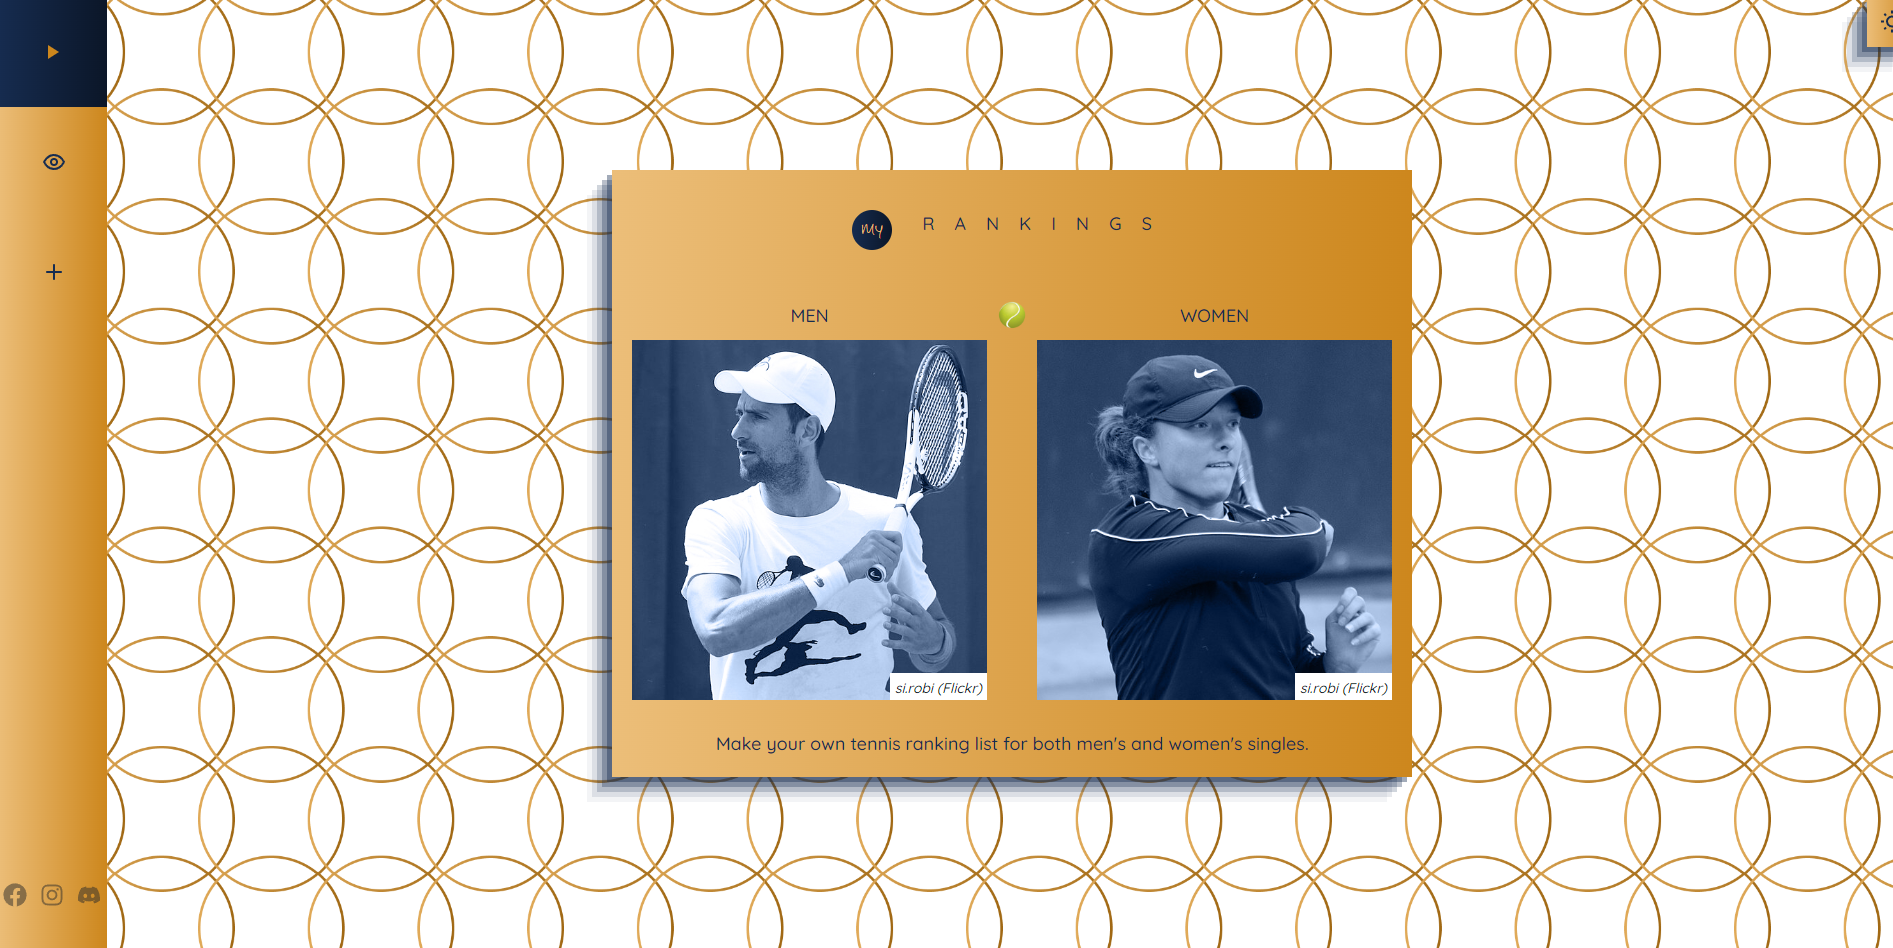 My
R A N K I N G S
MEN
WOMEN
si.robi (Flickr)
si.robi (Flickr)
Make your own tennis ranking list for both men's and women's singles.